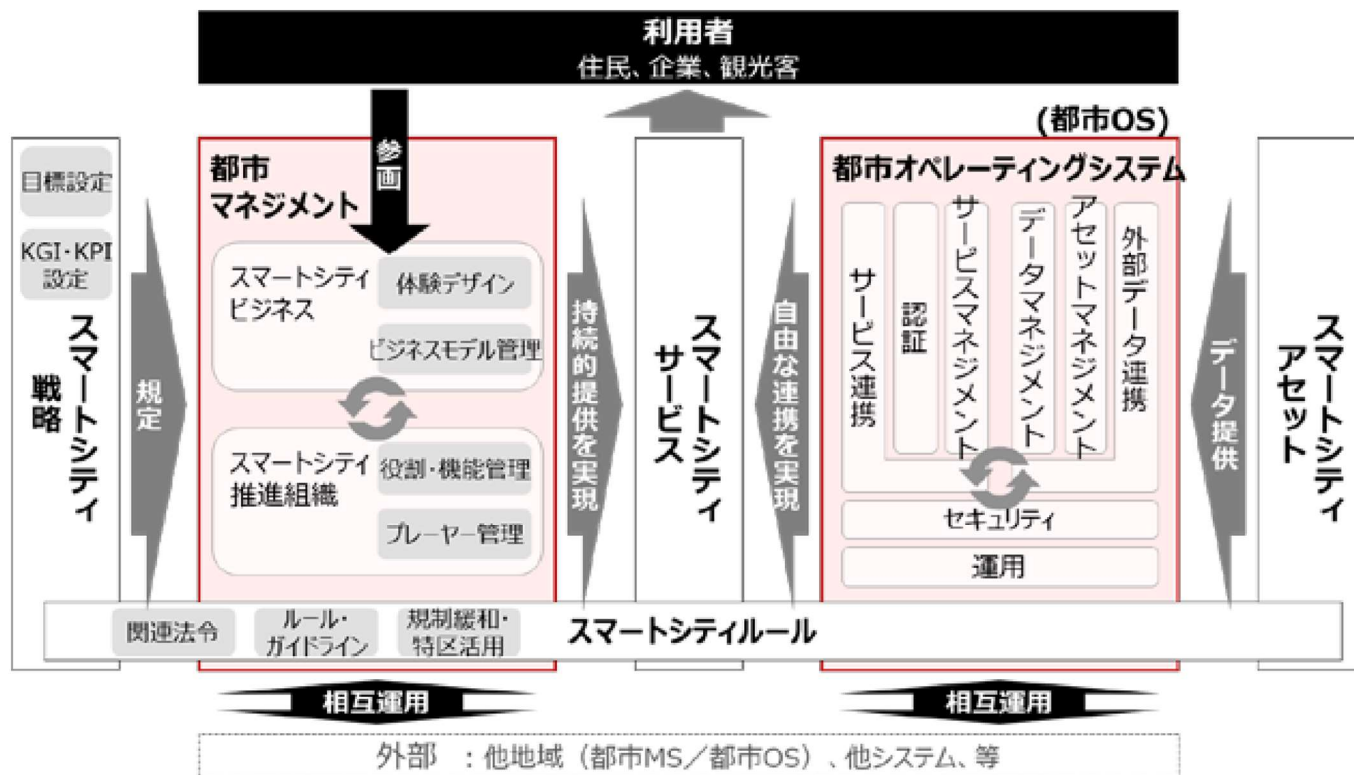 利用者
住民、企業、観光客
参画
(都市OS)
目標設定
KGI・KPI
設定
スマートシティ
戦略
規定
都市
マネジメント
スマートシティ
ビジネス
体験デザイン
ビジネスモデル管理
スマートシティ
推進組織
役割・機能管理
プレーヤー管理
持続的提供を実現
スマートシティ
サービス
自由な連携を実現
都市オペレーティングシステム
サービス連携
認証
サービスマネジメント
データマネジメント
アセットマネジメント
外部データ連携
セキュリティ
運用
データ提供
スマートシティ
アセット
関連法令
ルール・
ガイドライン
規制緩和・
特区活用
スマートシティルール
相互運用
相互運用
外部 :他地域(都市MS/都市OS)、他システム、等